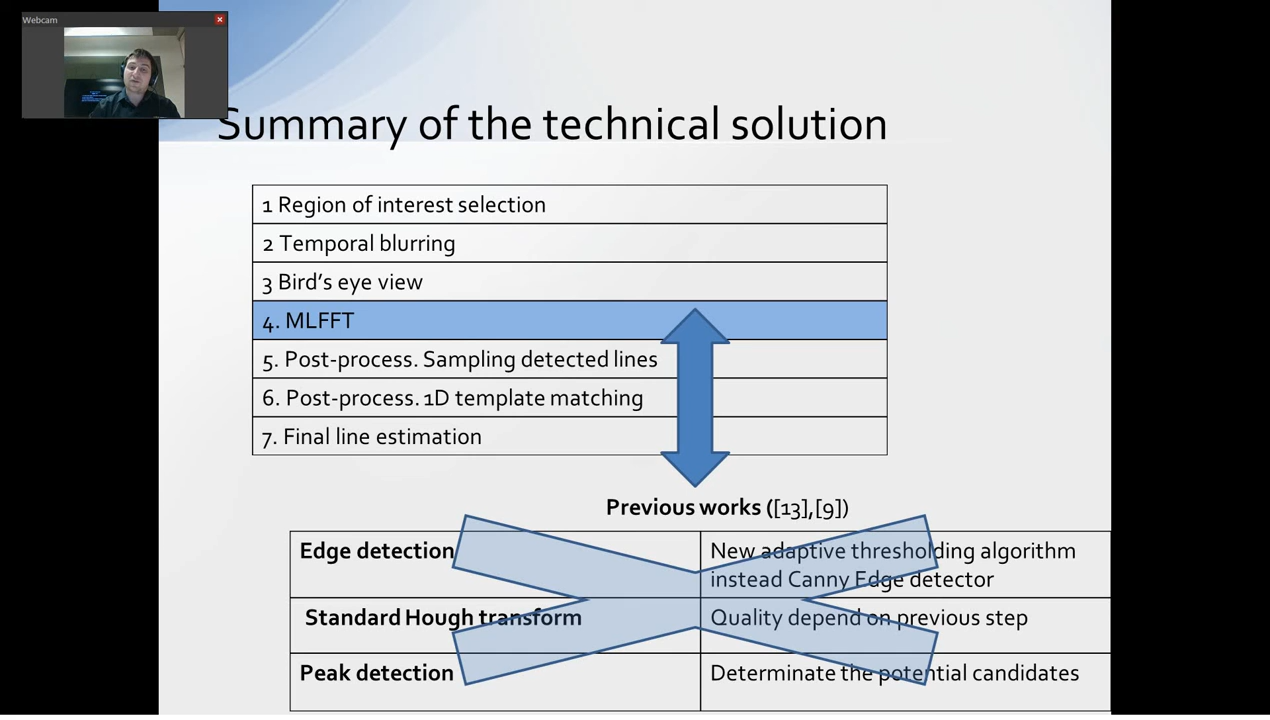 Webcam
Summary of the technical solution
1 Region of interest selection
2 Temporal blurring
3 Bird’s eye view
4. MLFFT
5. Post-process. Sampling detected lines
6. Post-process. 1D template matching
7. Final line estimation
Previous works ([13],[9])
Edge detection
New adaptive thresholding algorithm
instead Canny Edge detector
Standard Hough transform
Quality depend on previous step
Peak detection
Determinate the potential candidates